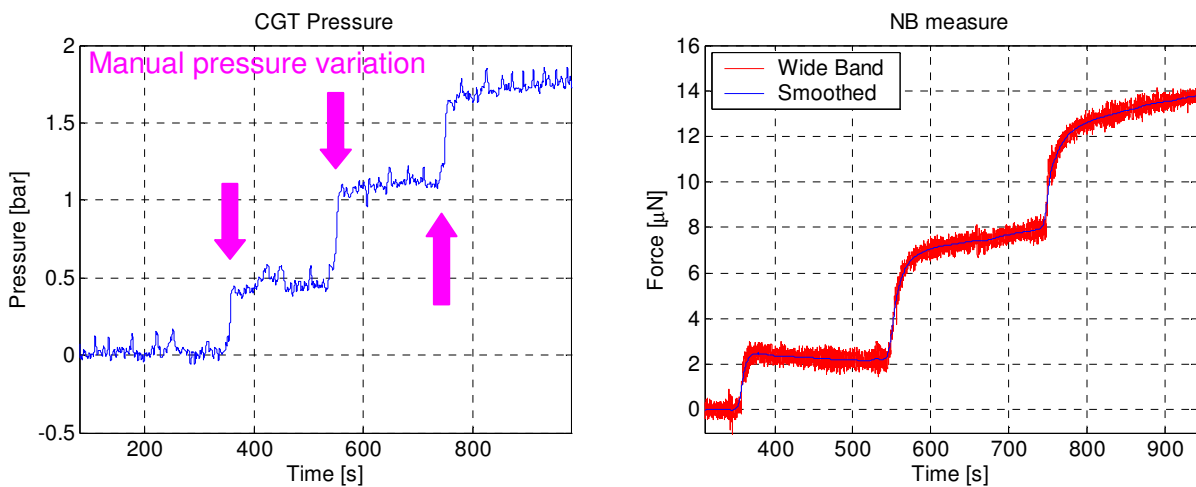 CGT Pressure
Manual pressure variation
Pressure [bar]
2
1.5
1
0.5
0
-0.5
200
400
600
800
Time [s]
NB measure
Wide Band
Smoothed
Force [µN]
16
14
12
10
8
6
4
2
0
400
500
600
700
800
900
Time [s]